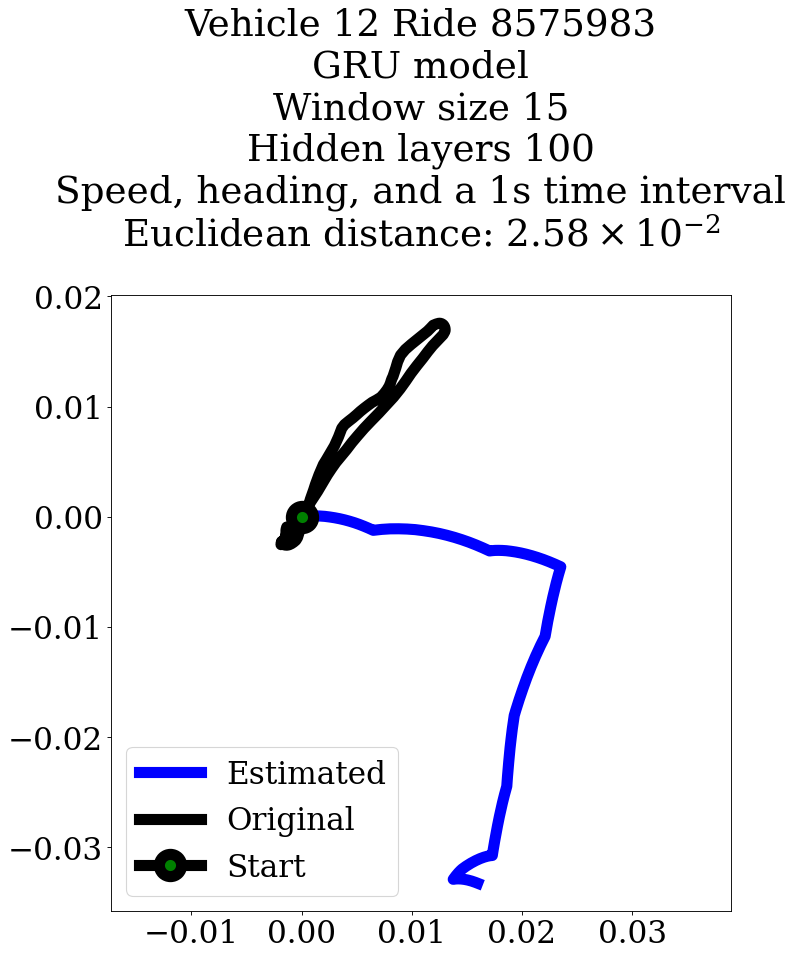 Vehicle 12 Ride 8575983
GRU model
Window size 15
Hidden layers 100
Speed, heading, and a 1s time interval
Euclidean distance: 2.58 × 10⁻²
0.02
0.01
0.00
−0.01
−0.02
−0.03
Estimated
Original
Start
−0.01 0.00 0.01 0.02 0.03